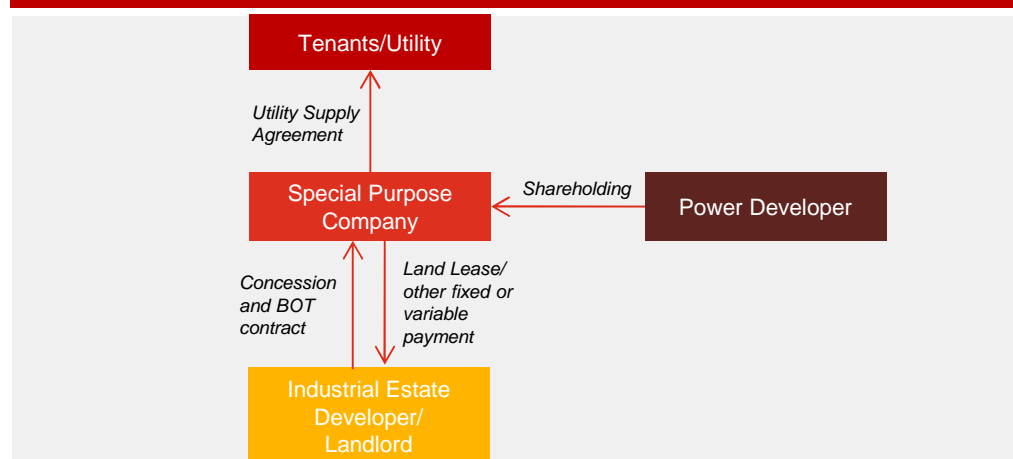 Tenants/Utility
Utility Supply
Agreement
Special Purpose
Company
Shareholding
Power Developer
Concession
and BOT
contract
Land Lease/
other fixed or
variable
payment
Industrial Estate
Developer/
Landlord